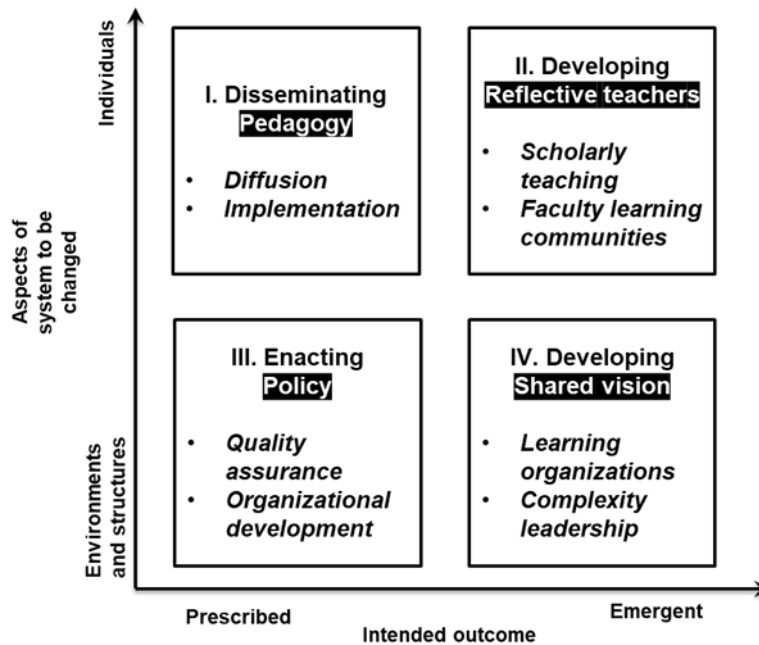 Individuals
Aspects of
system to be
changed
Environments
and structures
I. Disseminating
Pedagogy
• Diffusion
• Implementation
II. Developing
Reflective teachers
• Scholarly
teaching
• Faculty learning
communities
III. Enacting
Policy
• Quality
assurance
• Organizational
development
IV. Developing
Shared vision
• Learning
organizations
• Complexity
leadership
Prescribed
Emergent
Intended outcome